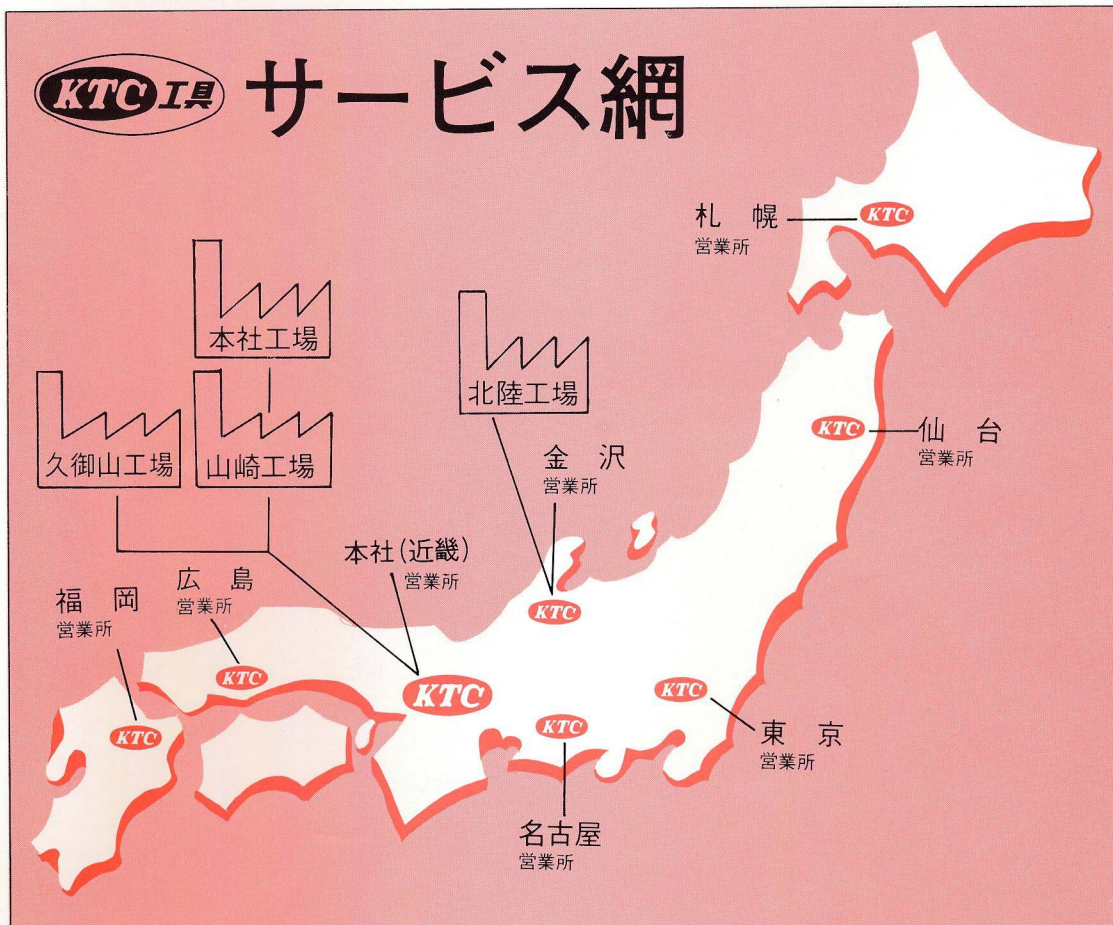 KTC工具 サービス網
札幌
営業所
KTC
本社工場
北陸工場
久御山工場
山崎工場
KTC
仙台
営業所
金沢
営業所
本社(近畿)
営業所
広島
営業所
福岡
営業所
KTC
KTC
KTC
KTC
KTC
KTC
東京
営業所
名古屋
営業所